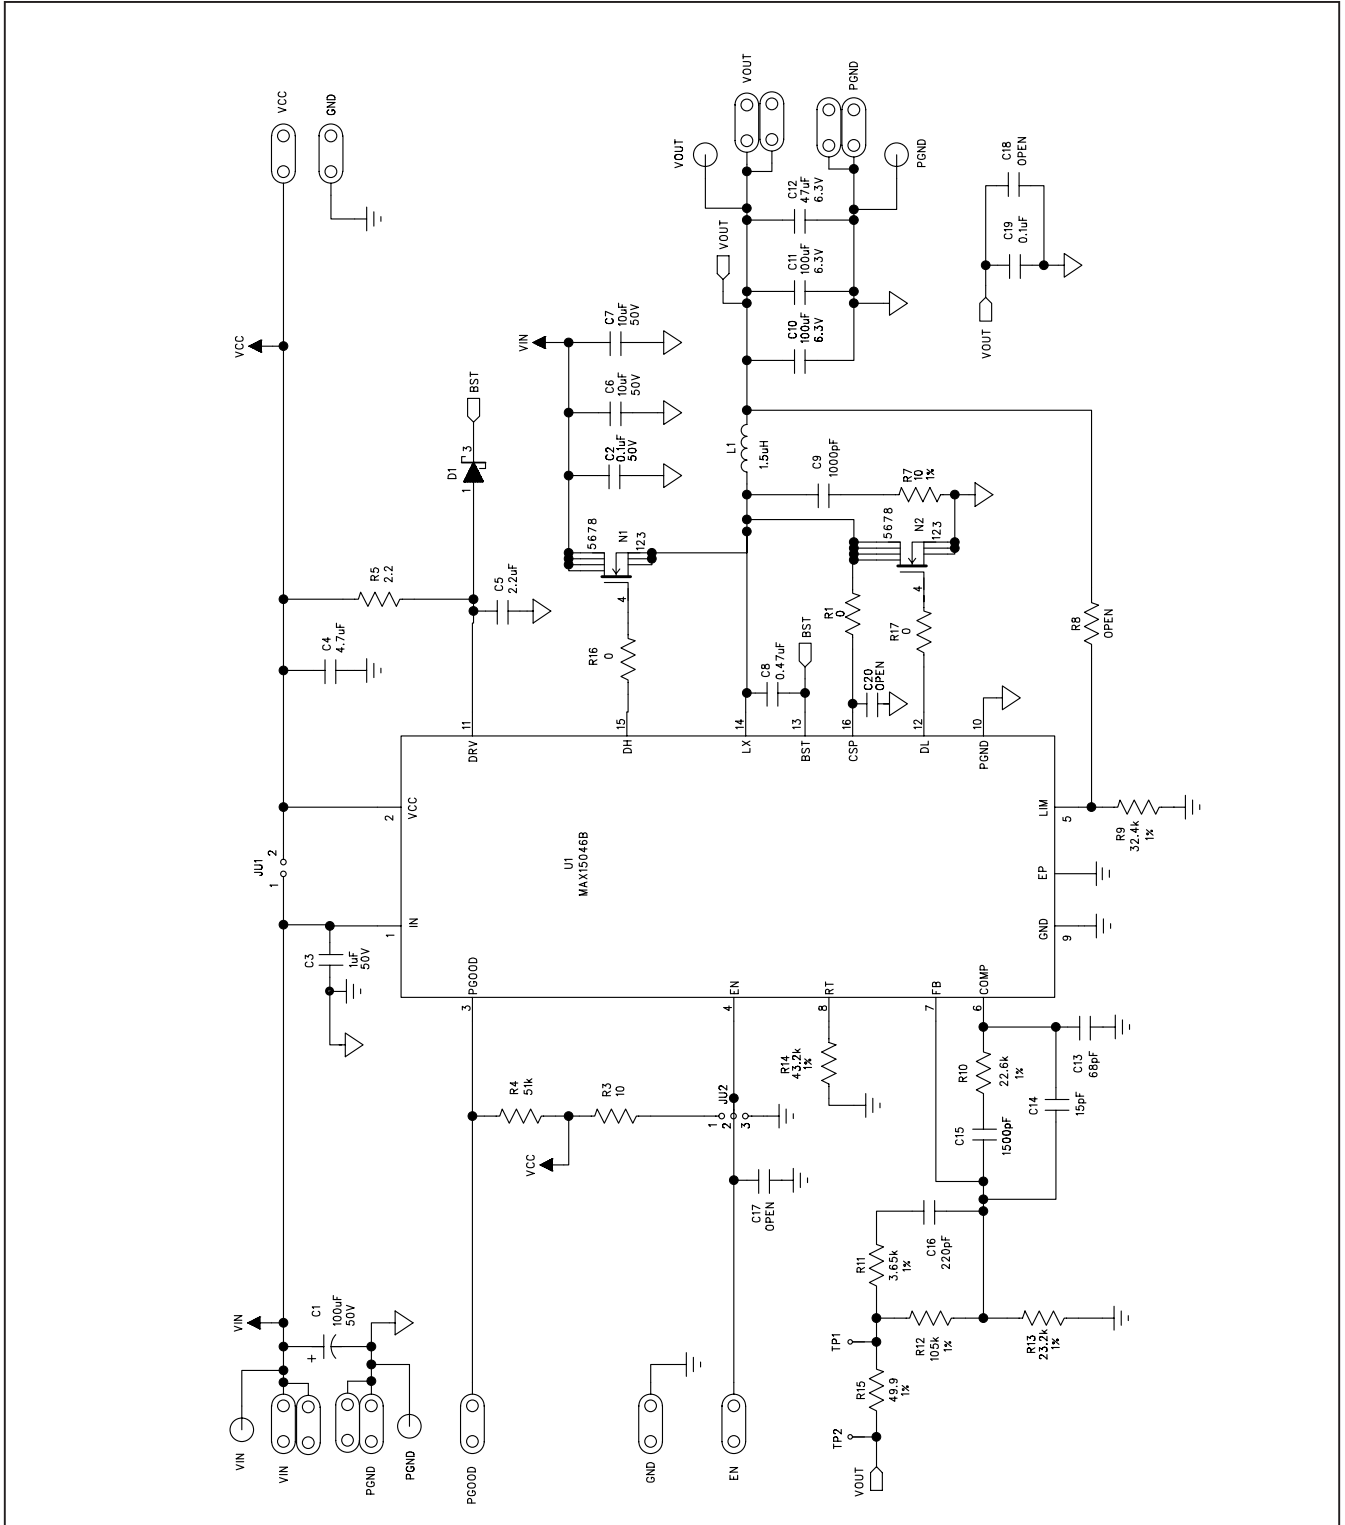 VIN
VIN
PGND
PGND
VIN
C1
100uF
50V
+
PGOOD
GND
EN
VOUT
TP2
TP1
R15
49.9
1%
R11
3.65k
1%
C16
220pF
R12
105k
1%
R13
23.2k
1%
C17
OPEN
VCC
R4
51k
R3
10
JU2
1
2
3
R14
43.2k
1%
C15
1500pF
R10
22.6k
1%
C14
15pF
C13
68pF
C3
1uF
50V
JU1
1
2
U1
MAX15046B
1
IN
2
VCC
3
PGOOD
4
EN
8
RT
7
FB
6
COMP
9
GND
EP
5
LIM
11
DRV
15
DH
14
LX
13
BST
16
CSP
12
DL
10
PGND
R9
32.4k
1%
R8
OPEN
C4
4.7uF
R5
2.2
C5
2.2uF
D1
1
3
BST
R16
0
4
N1
5678
123
C8
0.47uF
BST
R1
0
C20
OPEN
R17
0
4
N2
5678
123
C9
1000pF
R7
10
1%
L1
1.5uH
VIN
C2
0.1uF
50V
C6
10uF
50V
C7
10uF
50V
VCC
VCC
GND
C10
100uF
6.3V
C11
100uF
6.3V
C12
47uF
6.3V
VOUT
VOUT
VOUT
PGND
PGND
VOUT
C19
0.1uF
C18
OPEN